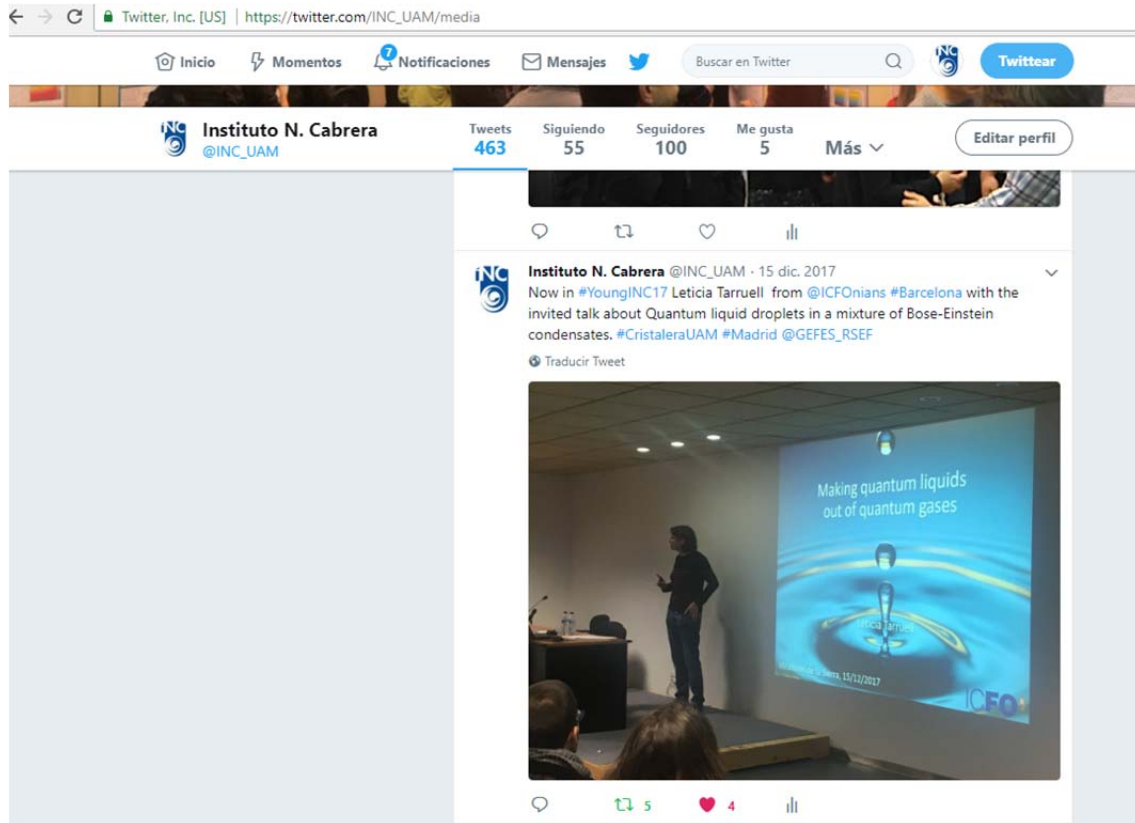 Twitter, Inc. [US] | https://twitter.com/INC_UAM/media
Inicio Momentos 7 Notificaciones Mensajes Buscar en Twitter iNC Twittear
iNC Instituto N. Cabrera
@INC_UAM
Tweets Siguiendo Seguidores Me gusta
463 55 100 5 Más Editar perfil
iNC Instituto N. Cabrera @INC_UAM · 15 dic. 2017
Now in #YoungINC17 Leticia Tarruell from @ICFOnians #Barcelona with the
invited talk about Quantum liquid droplets in a mixture of Bose-Einstein
condensates. #CristaleraUAM #Madrid @GEFES_RSEF
Traducir Tweet
Making quantum liquids
out of quantum gases
Leticia Tarruell
15/12/2017
ICFO
5 4